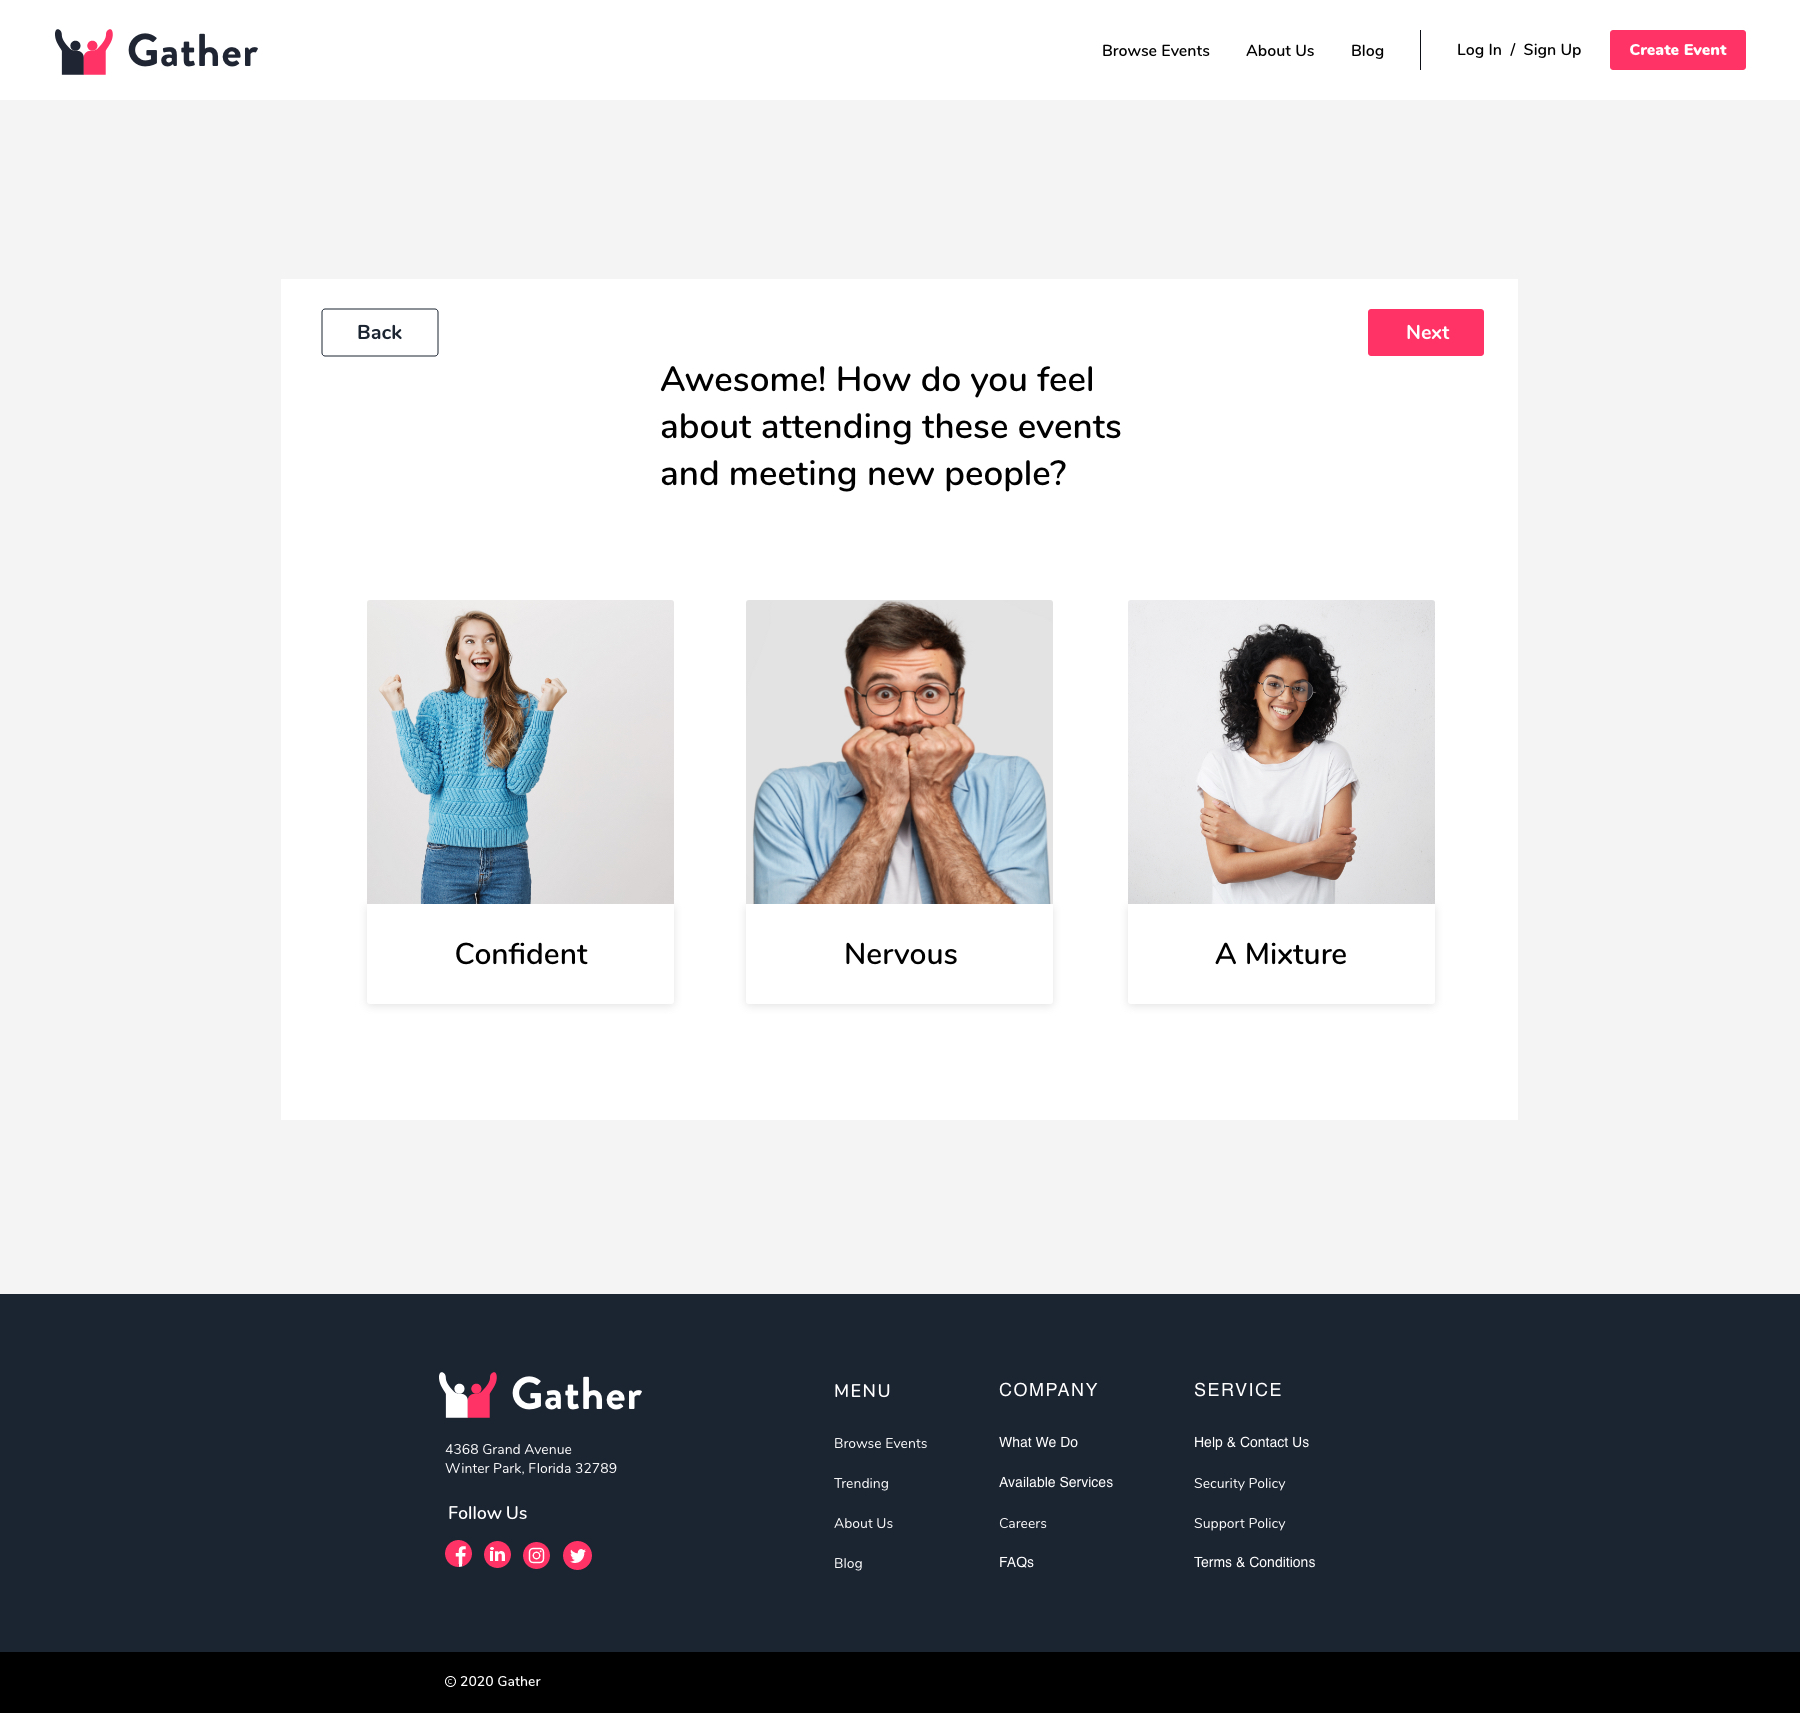 Gather
Browse Events About Us Blog Log In / Sign Up Create Event
Back Next
Awesome! How do you feel
about attending these events
and meeting new people?
Confident
Nervous
A Mixture
Gather
4368 Grand Avenue
Winter Park, Florida 32789
Follow Us
f in
MENU
Browse Events
Trending
About Us
Blog
COMPANY
What We Do
Available Services
Careers
FAQs
SERVICE
Help & Contact Us
Security Policy
Support Policy
Terms & Conditions
© 2020 Gather